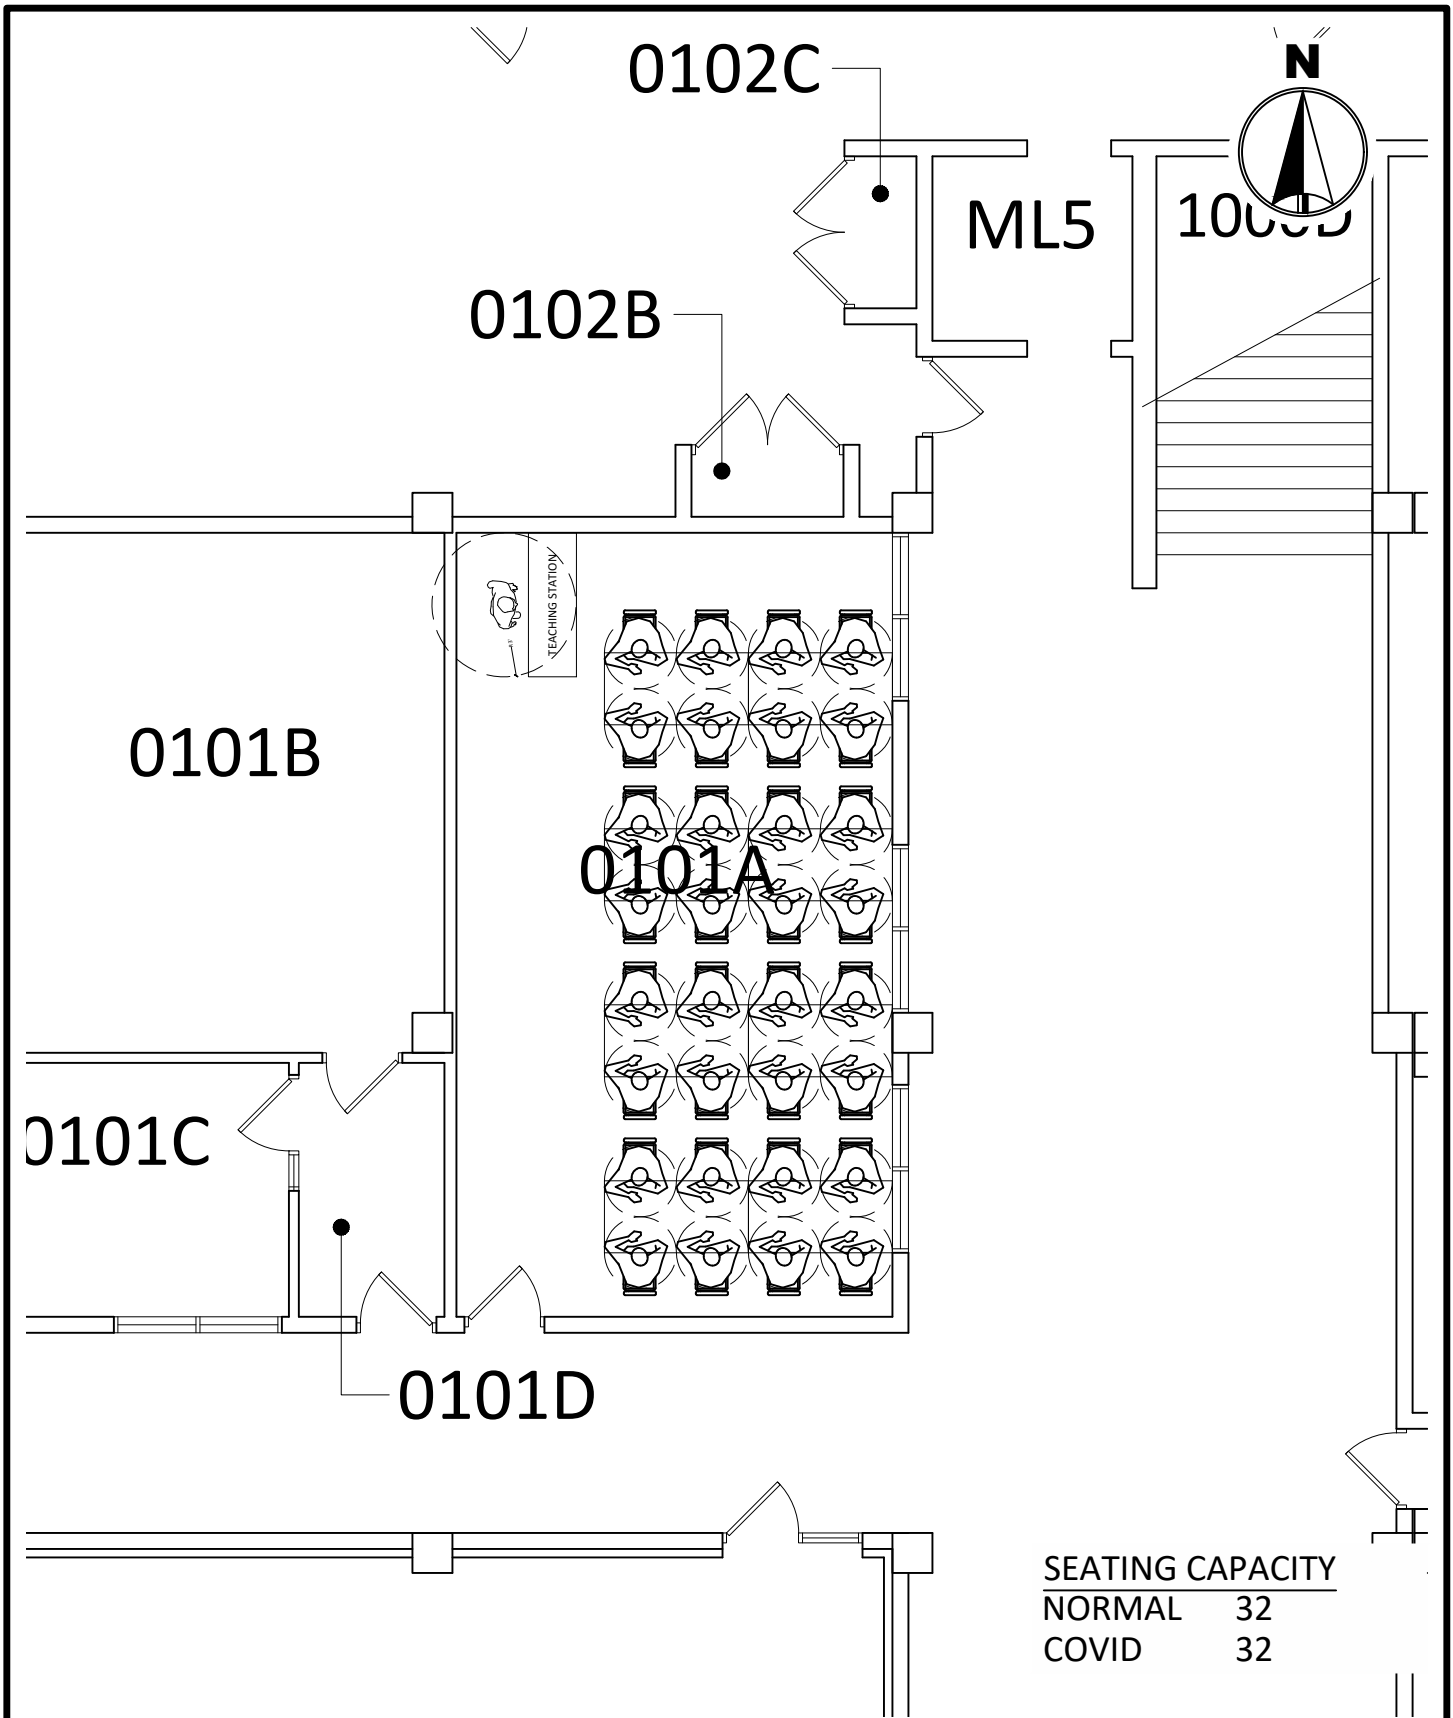 0102C
N
ML5
0102B
TEACHING STATION
0101B
0101A
0101C
0101D
SEATING CAPACITY
NORMAL 32
COVID 32